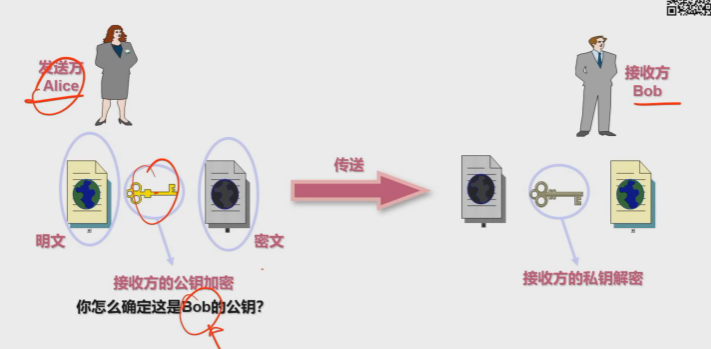 发送方
Alice
接收方
Bob
传送
明文
密文
接收方的公钥加密
你怎么确定这是Bob的公钥?
接收方的私钥解密